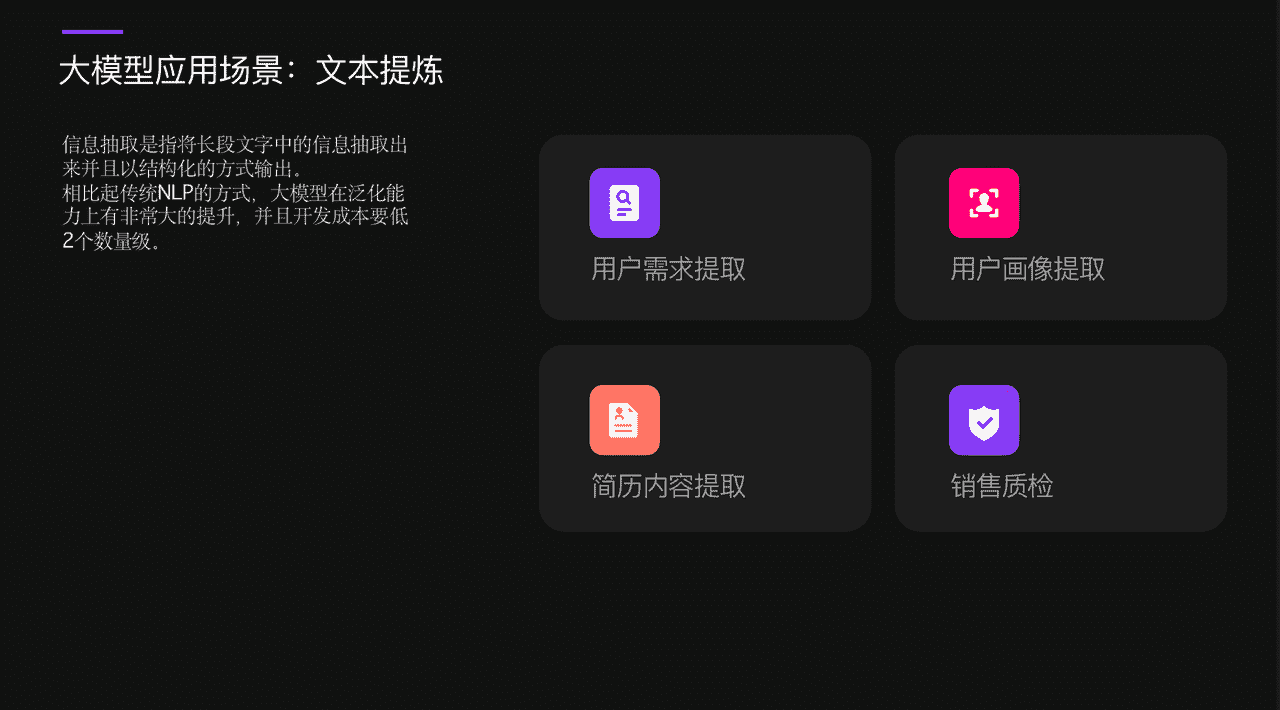 大模型应用场景：文本提炼
信息抽取是指将长段文字中的信息抽取出
来并且以结构化的方式输出。
相比起传统NLP的方式，大模型在泛化能
力上有非常大的提升，并且开发成本要低
2个数量级。
用户需求提取
用户画像提取
简历内容提取
销售质检